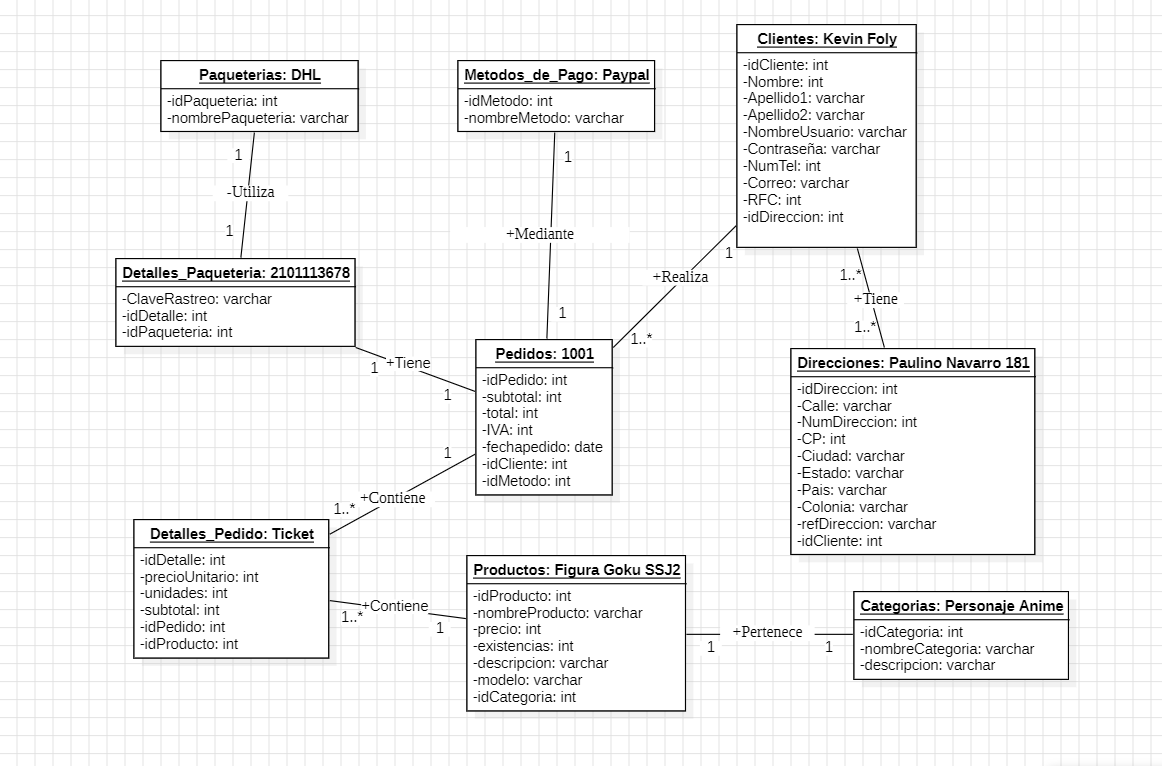 Paqueterias: DHL
-idPaqueteria: int
-nombrePaqueteria: varchar
Metodos_de_Pago: Paypal
-idMetodo: int
-nombreMetodo: varchar
Clientes: Kevin Foly
-idCliente: int
-Nombre: int
-Apellido1: varchar
-Apellido2: varchar
-NombreUsuario: varchar
-Contraseña: varchar
-NumTel: int
-Correo: varchar
-RFC: int
-idDireccion: int
1
-Utiliza
1
1
+Mediante
1
1
+Realiza
1..*
1..*
+Tiene
1..*
Detalles_Paqueteria: 2101113678
-ClaveRastreo: varchar
-idDetalle: int
-idPaqueteria: int
1
+Tiene
1
Pedidos: 1001
-idPedido: int
-subtotal: int
-total: int
-IVA: int
-fechapedido: date
-idCliente: int
-idMetodo: int
Direcciones: Paulino Navarro 181
-idDireccion: int
-Calle: varchar
-NumDireccion: int
-CP: int
-Ciudad: varchar
-Estado: varchar
-Pais: varchar
-Colonia: varchar
-refDireccion: varchar
-idCliente: int
1
+Contiene
1..*
Detalles_Pedido: Ticket
-idDetalle: int
-precioUnitario: int
-unidades: int
-subtotal: int
-idPedido: int
-idProducto: int
+Contiene
1..*
1
Productos: Figura Goku SSJ2
-idProducto: int
-nombreProducto: varchar
-precio: int
-existencias: int
-descripcion: varchar
-modelo: varchar
-idCategoria: int
+Pertenece
1
1
Categorias: Personaje Anime
-idCategoria: int
-nombreCategoria: varchar
-descripcion: varchar